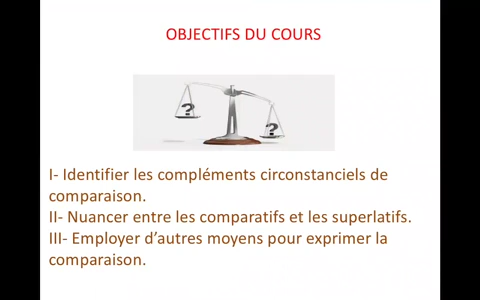 OBJECTIFS DU COURS
? ?
I- Identifier les compléments circonstanciels de
comparaison.
II- Nuancer entre les comparatifs et les superlatifs.
III- Employer d’autres moyens pour exprimer la
comparaison.